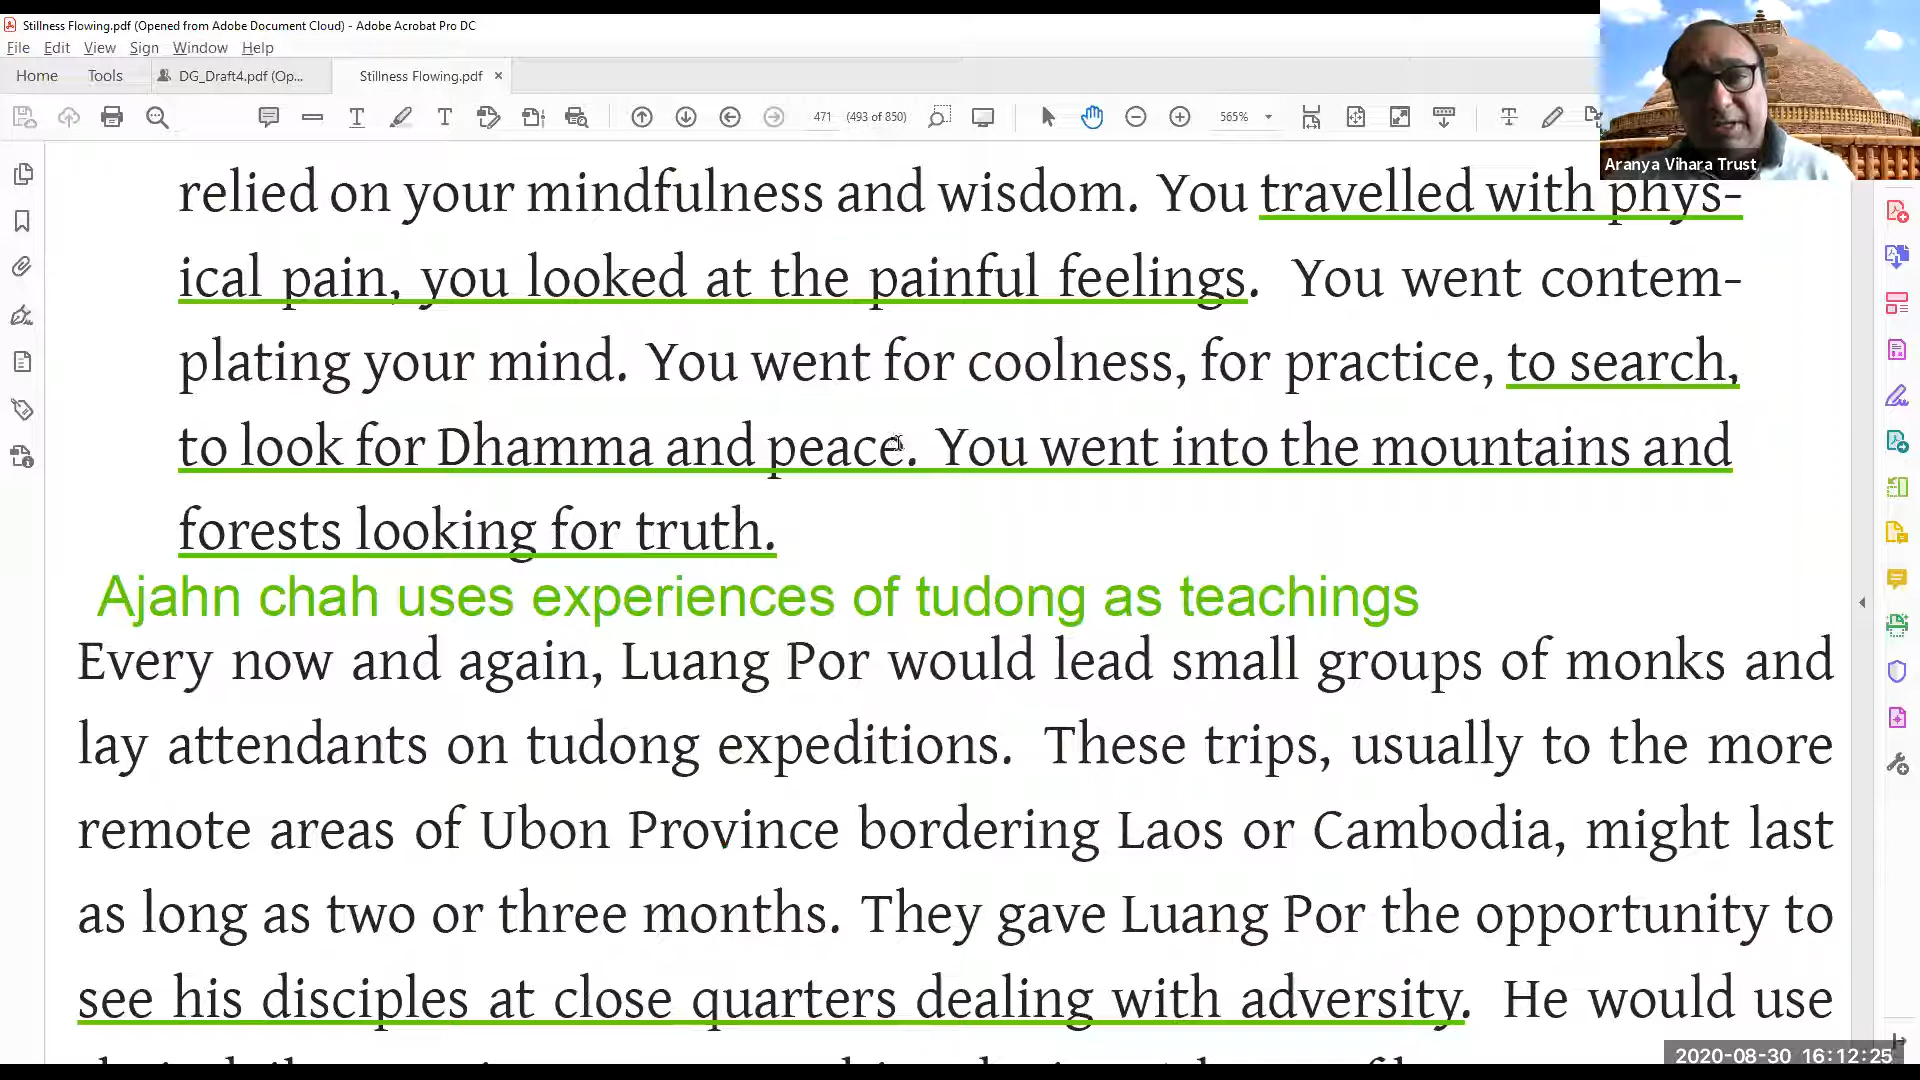 Stillness Flowing.pdf (Opened from Adobe Document Cloud) - Adobe Acrobat Pro DC
File Edit View Sign Window Help
Home Tools DG_Draft4.pdf (Op... Stillness Flowing.pdf ×
471 (493 of 850) 565%
Aranya Vihara Trust
relied on your mindfulness and wisdom. You travelled with phys-
ical pain, you looked at the painful feelings. You went contem-
plating your mind. You went for coolness, for practice, to search,
to look for Dhamma and peace. You went into the mountains and
forests looking for truth.
Ajahn chah uses experiences of tudong as teachings
Every now and again, Luang Por would lead small groups of monks and
lay attendants on tudong expeditions. These trips, usually to the more
remote areas of Ubon Province bordering Laos or Cambodia, might last
as long as two or three months. They gave Luang Por the opportunity to
see his disciples at close quarters dealing with adversity. He would use
2020-08-30 16:12:25